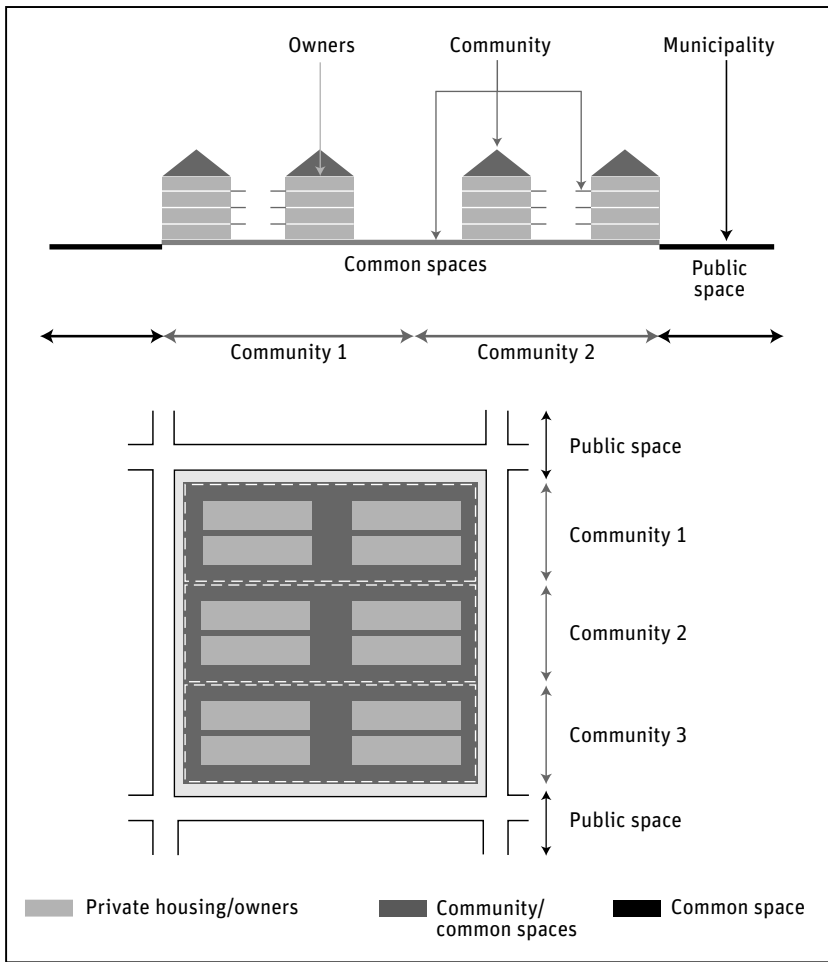 Owners
Community
Municipality
Common spaces
Public
space
Community 1
Community 2
Public space
Community 1
Community 2
Community 3
Public space
Private housing/owners
Community/
common spaces
Common space